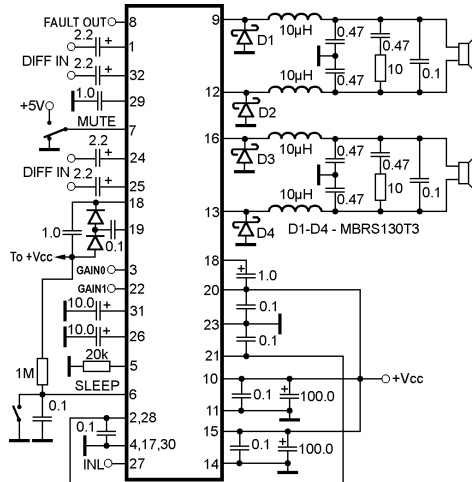 FAULT OUT 8 9 10µH
2.2 + 1 D1 0.47 0.47
DIFF IN 10 0.1
2.2 + 32 10µH 0.47
1.0 29 12 D2
+5V MUTE 7 16 10µH
2.2 + 24 D3 0.47 0.47
DIFF IN 10 0.1
2.2 + 25 10µH 0.47
18 13 D4
1.0 19 D1-D4 - MBRS130T3
0.1 18
To +Vcc + 1.0
GAIN0 3 20
GAIN1 22 0.1
10.0 + 31 23
10.0 + 26 0.1
20k 5 21
1M SLEEP 10 +Vcc
6 0.1 + 100.0
0.1 2,28 11
0.1 15
4,17,30 0.1 + 100.0
INL 27 14